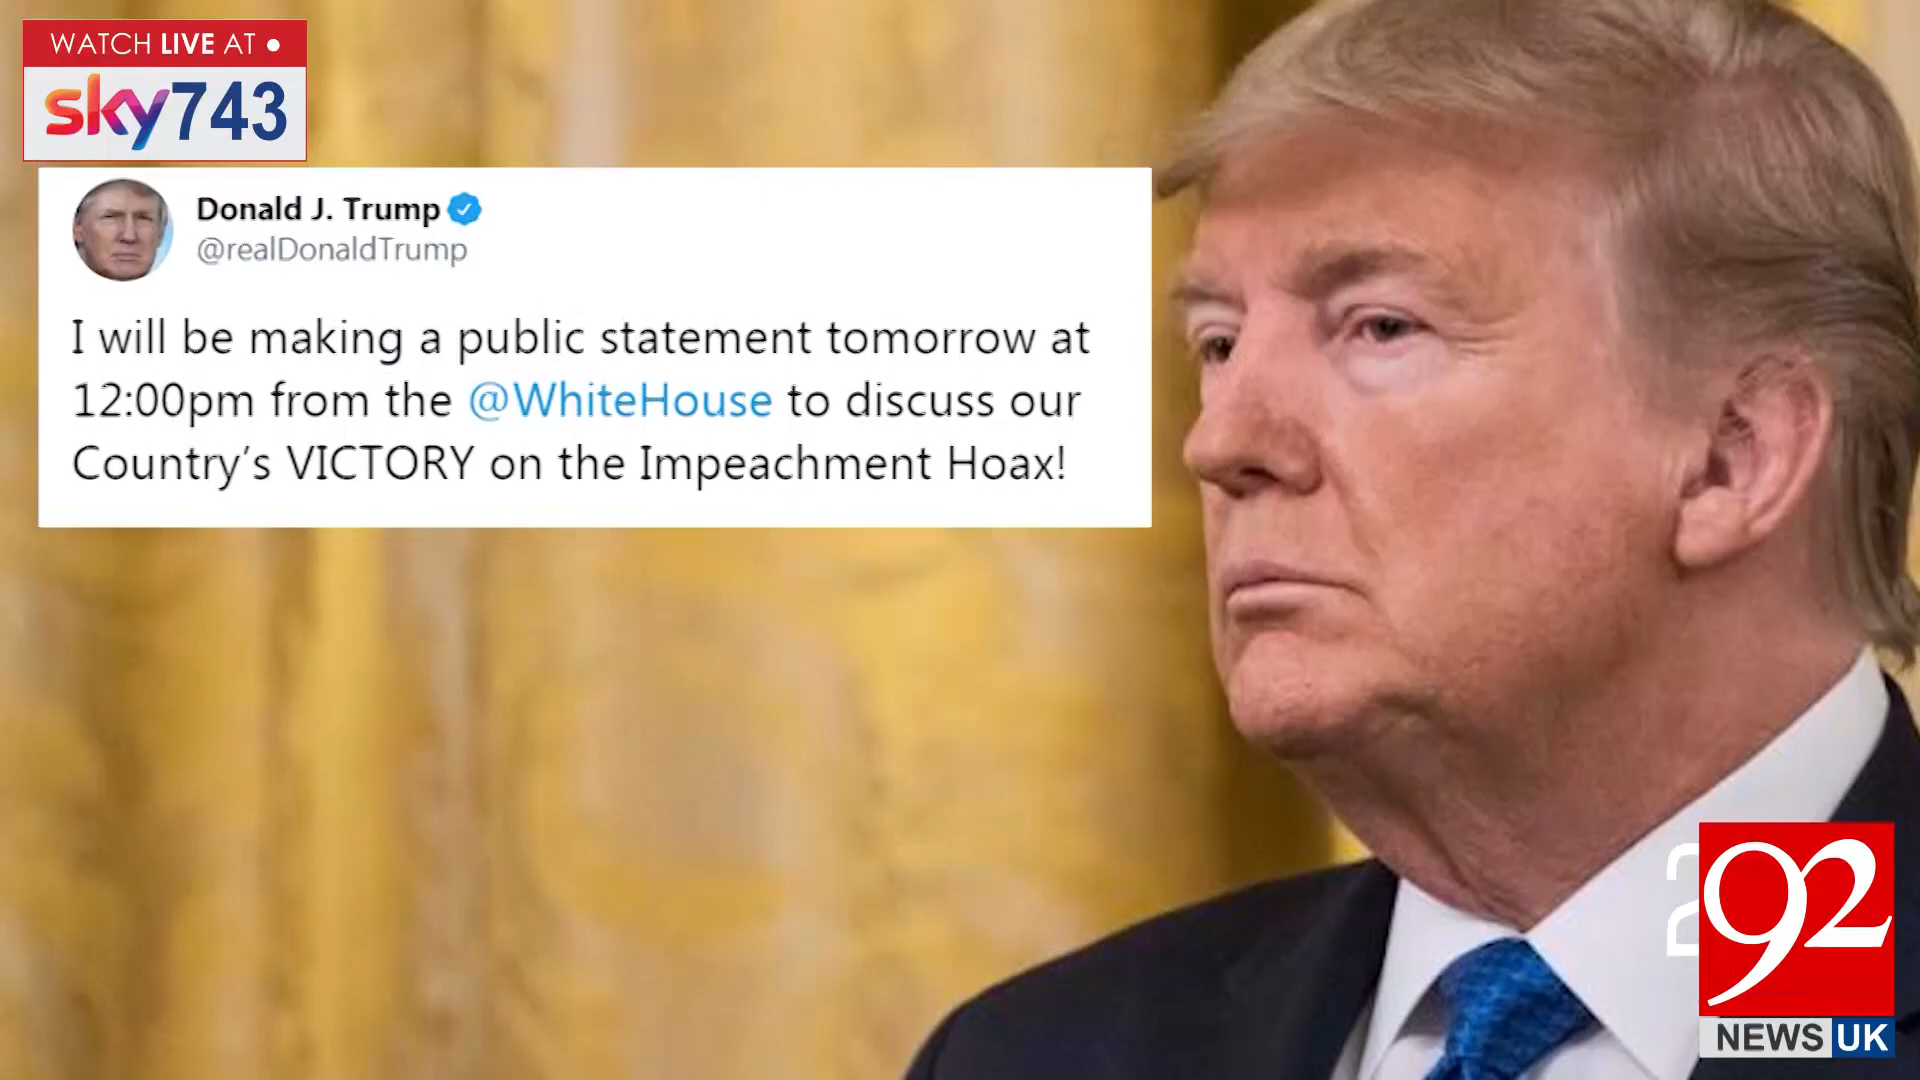 WATCH LIVE AT
sky743
Donald J. Trump
@realDonaldTrump
I will be making a public statement tomorrow at
12:00pm from the @WhiteHouse to discuss our
Country's VICTORY on the Impeachment Hoax!
92
NEWS UK